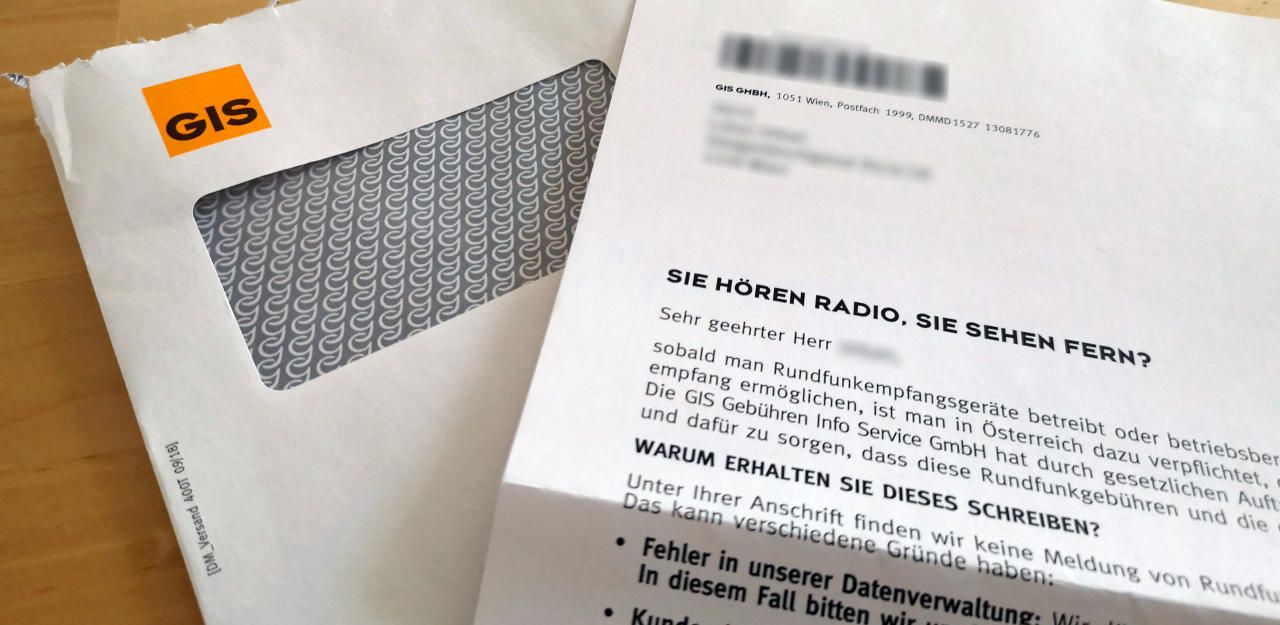 GIS
[DM_Versand 400T 09/18]
GIS GMBH, 1051 Wien, Postfach 1999, DMMD1527 13081776
SIE HÖREN RADIO, SIE SEHEN FERN?
Sehr geehrter Herr
sobald man Rundfunkempfangsgeräte betreibt oder betriebsber
empfang ermöglichen, ist man in Österreich dazu verpflichtet,
Die GIS Gebühren Info Service GmbH hat durch gesetzlichen Auft
und dafür zu sorgen, dass diese Rundfunkgebühren und die
WARUM ERHALTEN SIE DIESES SCHREIBEN?
Unter Ihrer Anschrift finden wir keine Meldung von Rundfu
Das kann verschiedene Gründe haben:
• Fehler in unserer Datenverwaltung: Wir
In diesem Fall bitten wir
• Kunde